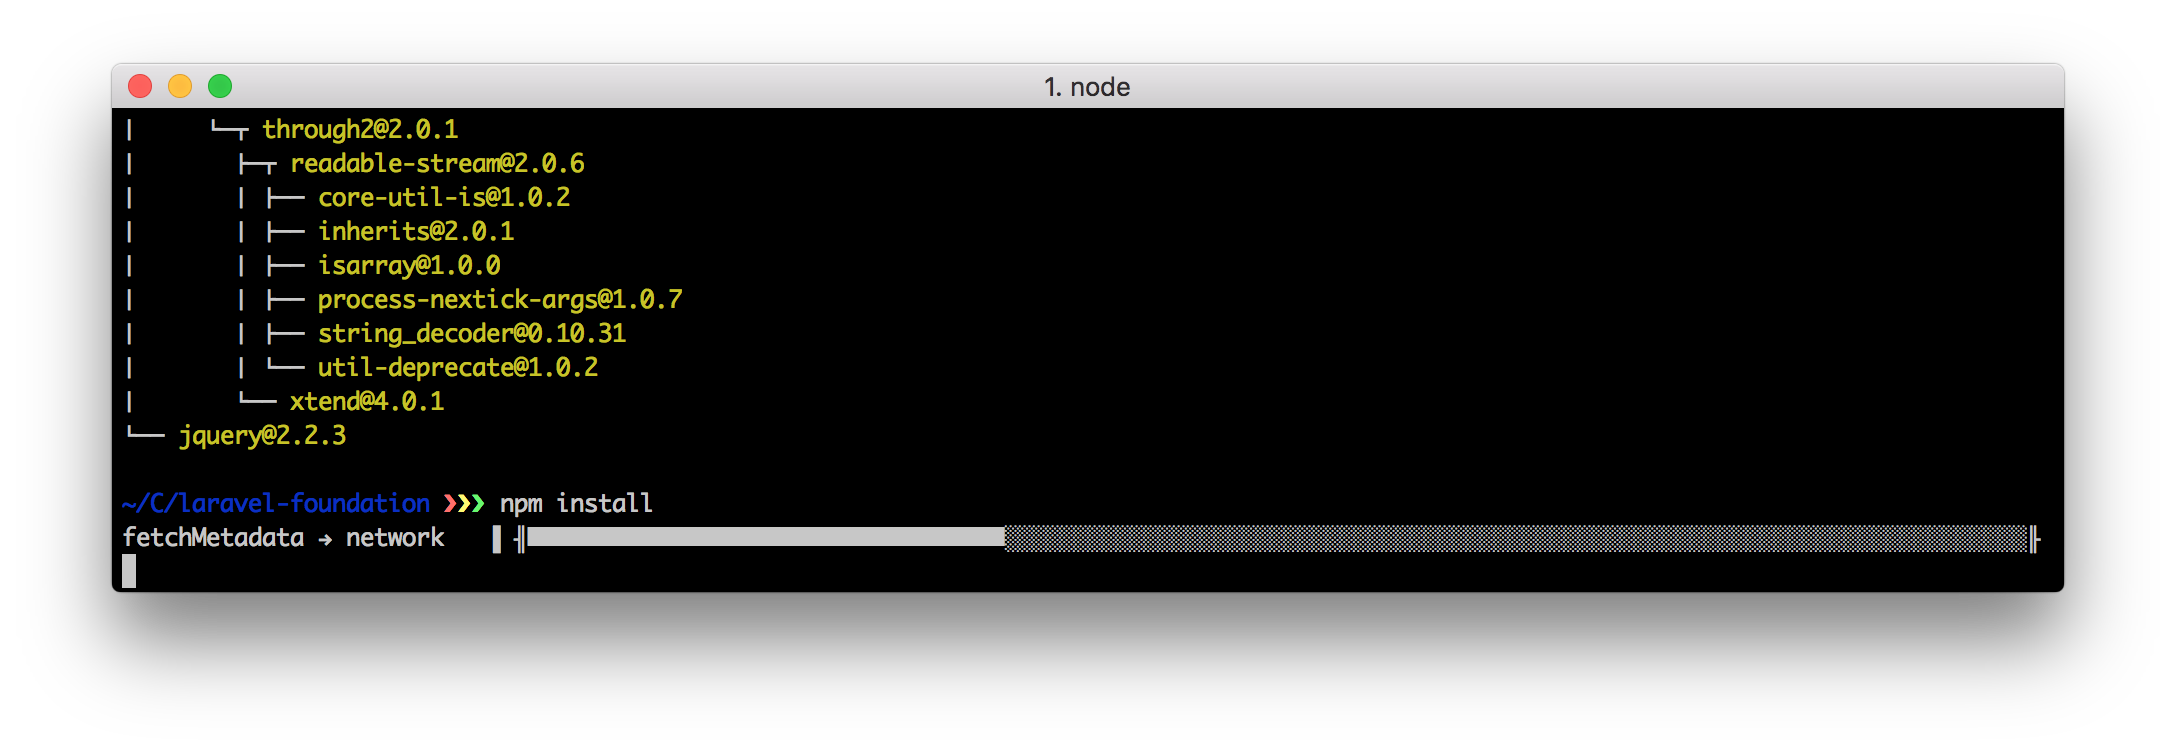 1. node
│     └─┬ through2@2.0.1
│       ├─┬ readable-stream@2.0.6
│       │ ├── core-util-is@1.0.2
│       │ ├── inherits@2.0.1
│       │ ├── isarray@1.0.0
│       │ ├── process-nextick-args@1.0.7
│       │ ├── string_decoder@0.10.31
│       │ └── util-deprecate@1.0.2
│       └── xtend@4.0.1
└── jquery@2.2.3
~/C/laravel-foundation ❯❯❯ npm install
fetchMetadata → network